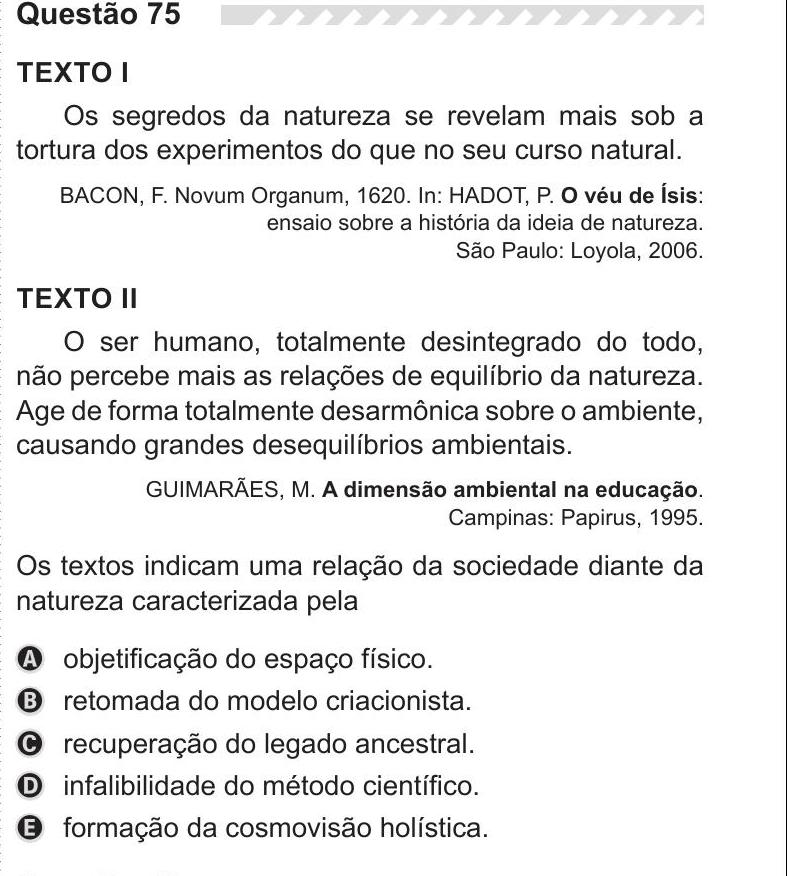 Questão 75
TEXTO I
Os segredos da natureza se revelam mais sob a
tortura dos experimentos do que no seu curso natural.
BACON, F. Novum Organum, 1620. In: HADOT, P. O véu de Ísis:
ensaio sobre a história da ideia de natureza.
São Paulo: Loyola, 2006.
TEXTO II
O ser humano, totalmente desintegrado do todo,
não percebe mais as relações de equilíbrio da natureza.
Age de forma totalmente desarmônica sobre o ambiente,
causando grandes desequilíbrios ambientais.
GUIMARÃES, M. A dimensão ambiental na educação.
Campinas: Papirus, 1995.
Os textos indicam uma relação da sociedade diante da
natureza caracterizada pela
A objetificação do espaço físico.
B retomada do modelo criacionista.
C recuperação do legado ancestral.
D infalibilidade do método científico.
E formação da cosmovisão holística.